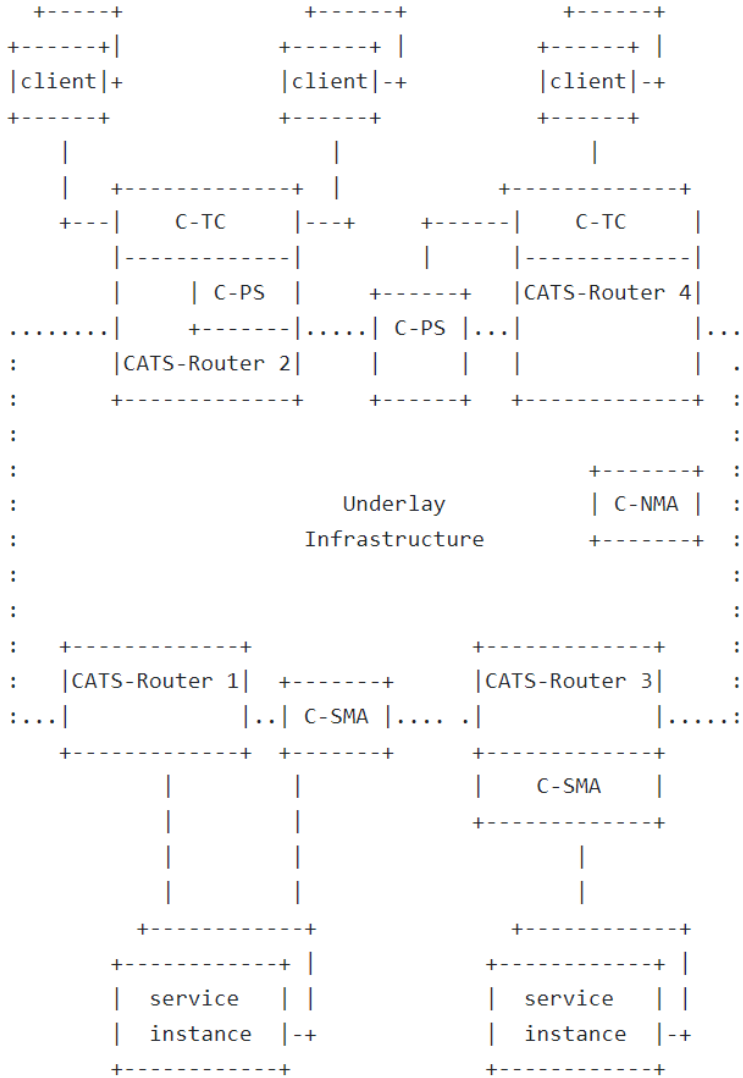 client client client
C-TC C-TC
C-PS CATS-Router 4
C-PS
CATS-Router 2
C-NMA
Underlay
Infrastructure
CATS-Router 1 CATS-Router 3
C-SMA
C-SMA
service service
instance instance